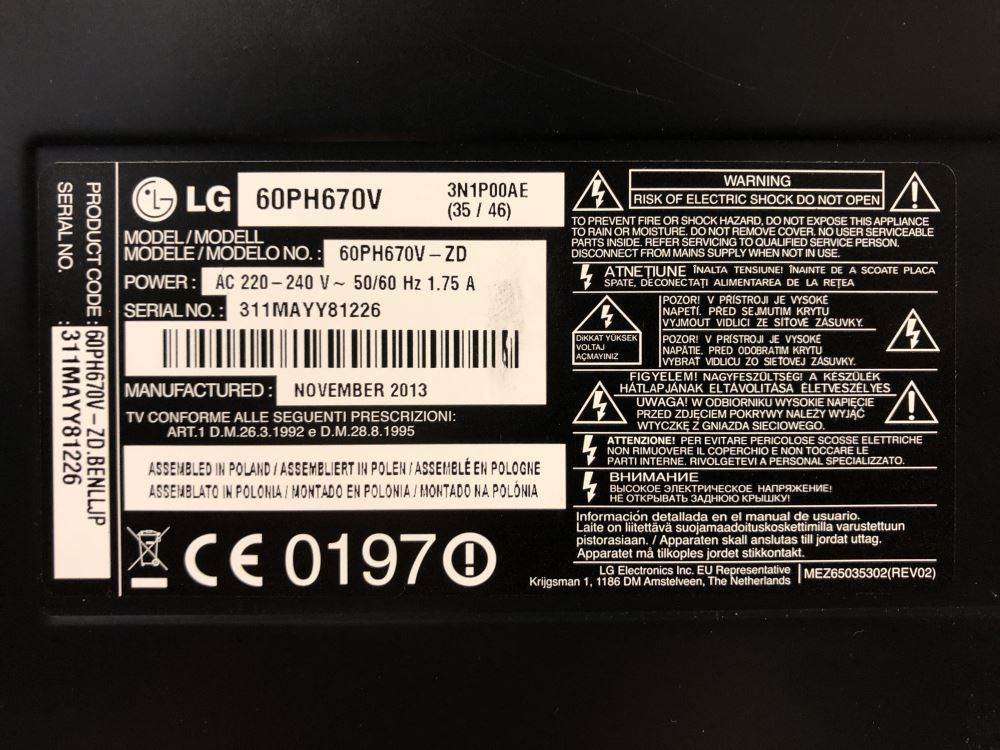 PRODUCT CODE : 60PH670V-ZD.BENLLJP
SERIAL NO. : 311MAYY81226
LG 60PH670V 3N1P00AE
(35 / 46)
MODEL/MODELL
MODELE/MODELO NO. : 60PH670V-ZD
POWER : AC 220-240 V~ 50/60 Hz 1.75 A
SERIAL NO. : 311MAYY81226
MANUFACTURED : NOVEMBER 2013
TV CONFORME ALLE SEGUENTI PRESCRIZIONI:
ART.1 D.M.26.3.1992 e D.M.28.8.1995
ASSEMBLED IN POLAND / ASSEMBLIERT IN POLEN / ASSEMBLÉ EN POLOGNE
ASSEMBLATO IN POLONIA / MONTADO EN POLONIA / MONTADO NA POLÓNIA
CE 0197
WARNING
RISK OF ELECTRIC SHOCK DO NOT OPEN
TO PREVENT FIRE OR SHOCK HAZARD, DO NOT EXPOSE THIS APPLIANCE
TO RAIN OR MOISTURE. DO NOT REMOVE COVER. NO USER SERVICEABLE
PARTS INSIDE. REFER SERVICING TO QUALIFIED SERVICE PERSON.
DISCONNECT FROM MAINS SUPPLY WHEN NOT IN USE.
ATNEŢIUNE ÎNALTA TENSIUNE! ÎNAINTE DE A SCOATE PLACA
SPATE, DECONECTAŢI ALIMENTAREA DE LA REŢEA
DiKKAT YÜKSEK
VOLTAJ
AÇMAYINIZ
POZOR! V PŘÍSTROJI JE VYSOKÉ
NAPETÍ. PRED SEJMUTIM KRYTU
VYJMOUT VIDLICI ZE SÍTOVÉ ZÁSUVKY.
POZOR! V PRÍSTROJI JE VYSOKÉ
NAPÄTIE. PRED ODOBRATIM KRYTU
VYBRAŤ VIDLICU ZO SIEŤOVEJ ZÁSUVKY.
FIGYELEM! NAGYFESZÜLTSÉG! A KÉSZÜLÉK
HÁTLAPJÁNAK ELTÁVOLÍTÁSA ÉLETVESZÉLYES
UWAGA! W ODBIORNIKU WYSOKIE NAPIĘCIE
PRZED ZDJĘCIEM POKRYWY NALEŻY WYJĄĆ
WTYCZKĘ Z GNIAZDA SIECIOWEGO.
ATTENZIONE! PER EVITARE PERICOLOSE SCOSSE ELETTRICHE
NON RIMUOVERE IL COPERCHIO E NON TOCCARE LE
PARTI INTERNE. RIVOLGETEVI A PERSONAL SPECIALIZZATO.
ВНИМАНИЕ
ВЫСОКОЕ ЭЛЕКТРИЧЕСКОЕ НАПРЯЖЕНИЕ!
НЕ ОТКРЫВАТЬ ЗАДНЮЮ КРЫШКУ!
Información detallada en el manual de usuario.
Laite on liitettävä suojamaadoituskoskettimilla varustettuun
pistorasiaan. / Apparaten skall anslutas till jordat uttag.
Apparatet må tilkoples jordet stikkontakt.
LG Electronics Inc. EU Representative
Krijgsman 1, 1186 DM Amstelveen, The Netherlands
MEZ65035302(REV02)